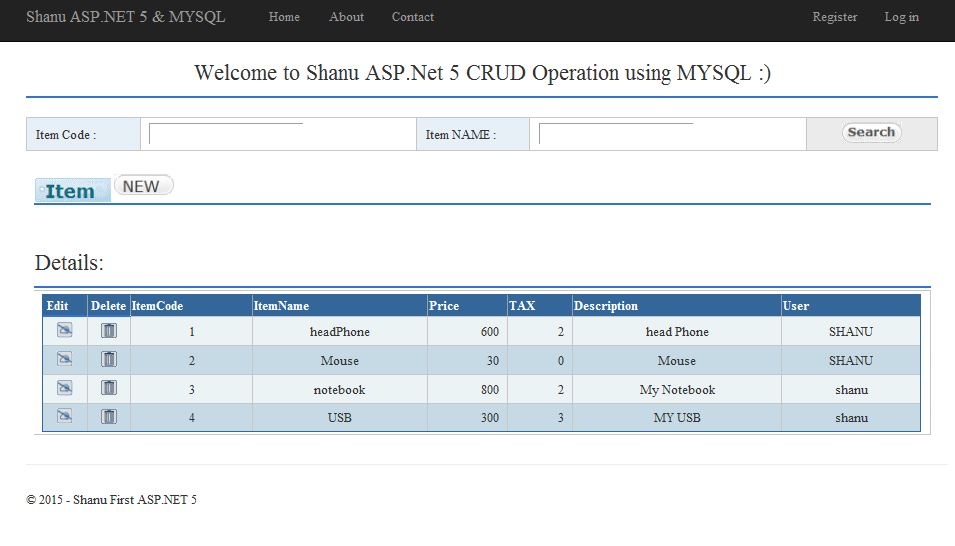 Shanu ASP.NET 5 & MYSQL Home About Contact Register Log in
Welcome to Shanu ASP.Net 5 CRUD Operation using MYSQL :)
Item Code : Item NAME : Search
Item NEW
Details:
Edit Delete ItemCode ItemName Price TAX Description User
1 headPhone 600 2 head Phone SHANU
2 Mouse 30 0 Mouse SHANU
3 notebook 800 2 My Notebook shanu
4 USB 300 3 MY USB shanu
© 2015 - Shanu First ASP.NET 5